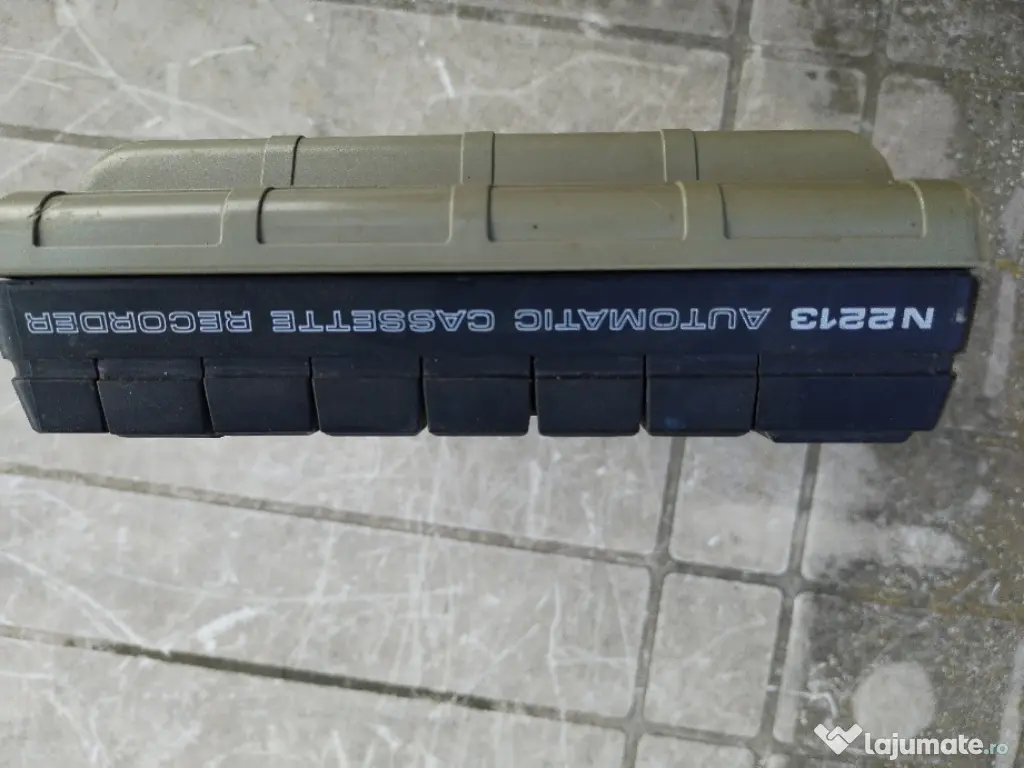 N2213 AUTOMATIC CASSETTE RECORDER
lajumate.ro